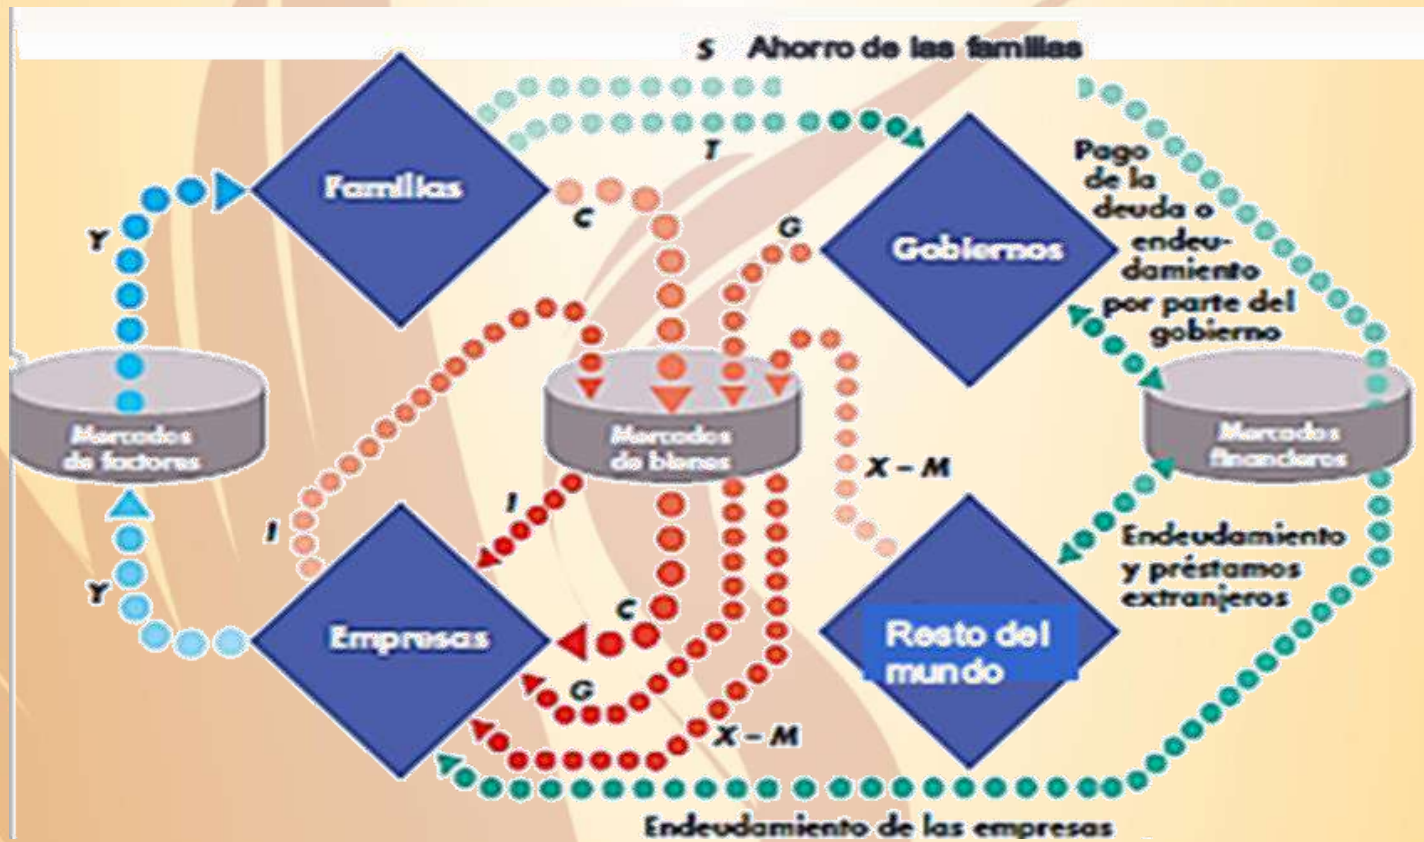 S Ahorro de las familias
T
Pago
de la
deuda o
endeu-
damiento
por parte del
gobierno
Familias
C
G
Gobiernos
Y
Mercados
de factores
Mercados
de bienes
Mercados
financieros
X – M
I
I
Endeudamiento
y préstamos
extranjeros
Y
C
Empresas
Resto del
mundo
G
X – M
Endeudamiento de las empresas